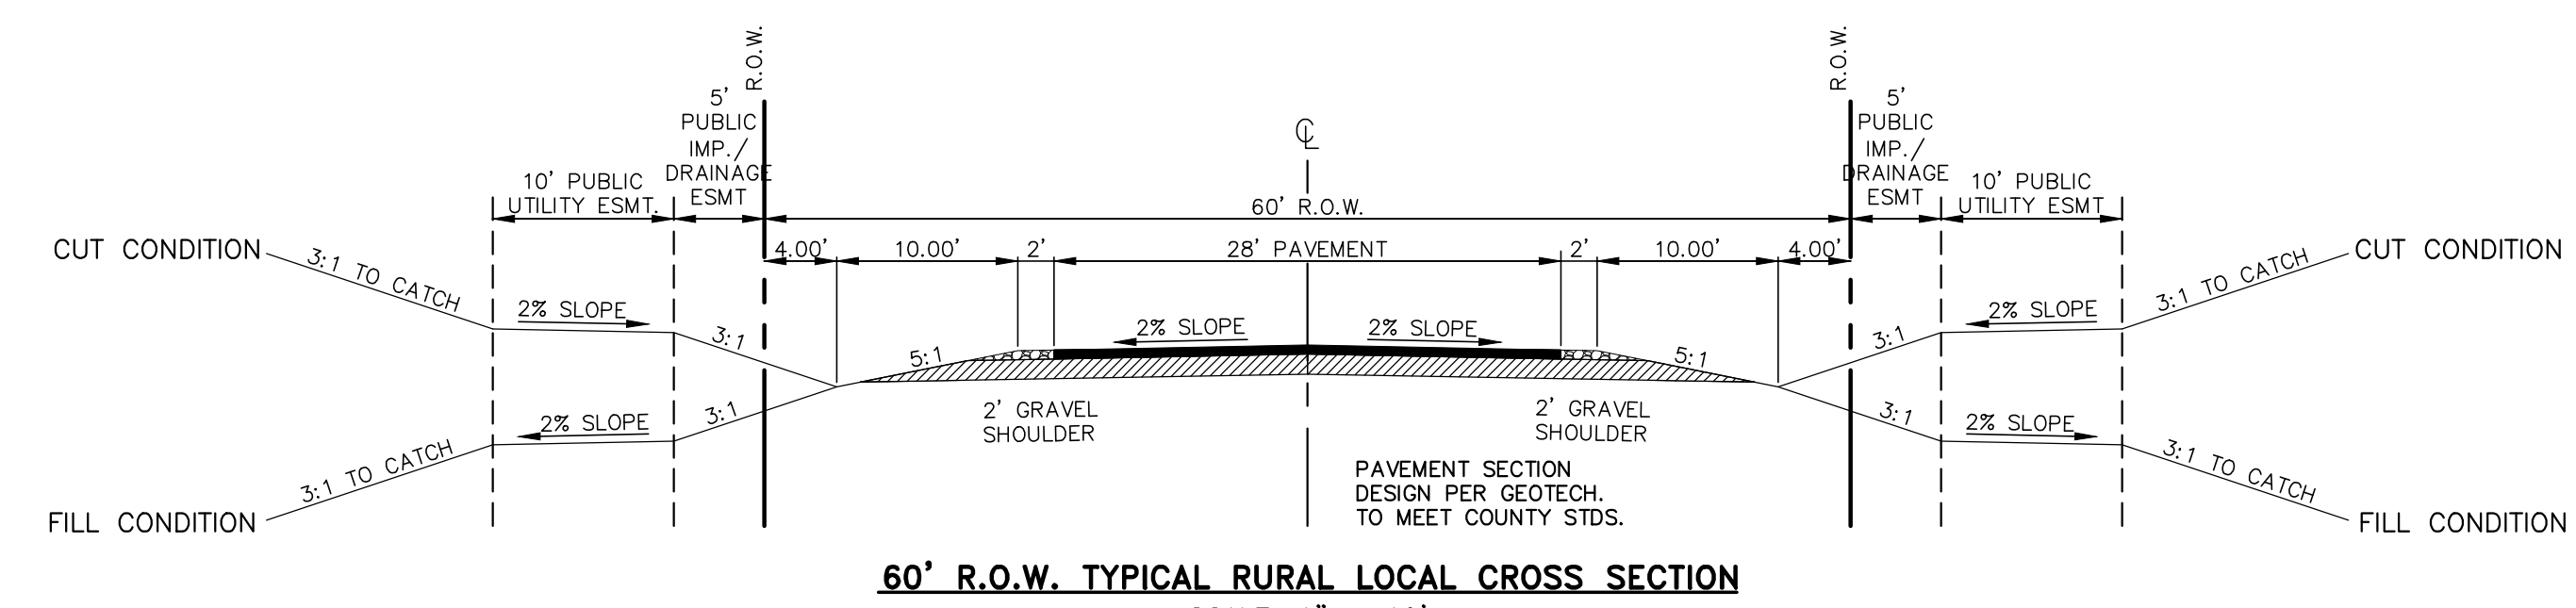 R.O.W.
R.O.W.
5'
PUBLIC
IMP./
DRAINAGE
ESMT
5'
PUBLIC
IMP./
DRAINAGE
ESMT
10' PUBLIC
UTILITY ESMT.
10' PUBLIC
UTILITY ESMT
℄
60' R.O.W.
4.00'
10.00'
2'
28' PAVEMENT
2'
10.00'
4.00'
CUT CONDITION
3:1 TO CATCH
2% SLOPE
3:1
5:1
2% SLOPE
2% SLOPE
5:1
3:1
2% SLOPE
3:1 TO CATCH
CUT CONDITION
FILL CONDITION
3:1 TO CATCH
2% SLOPE
3:1
2' GRAVEL
SHOULDER
2' GRAVEL
SHOULDER
3:1
2% SLOPE
3:1 TO CATCH
FILL CONDITION
PAVEMENT SECTION
DESIGN PER GEOTECH.
TO MEET COUNTY STDS.
60' R.O.W. TYPICAL RURAL LOCAL CROSS SECTION